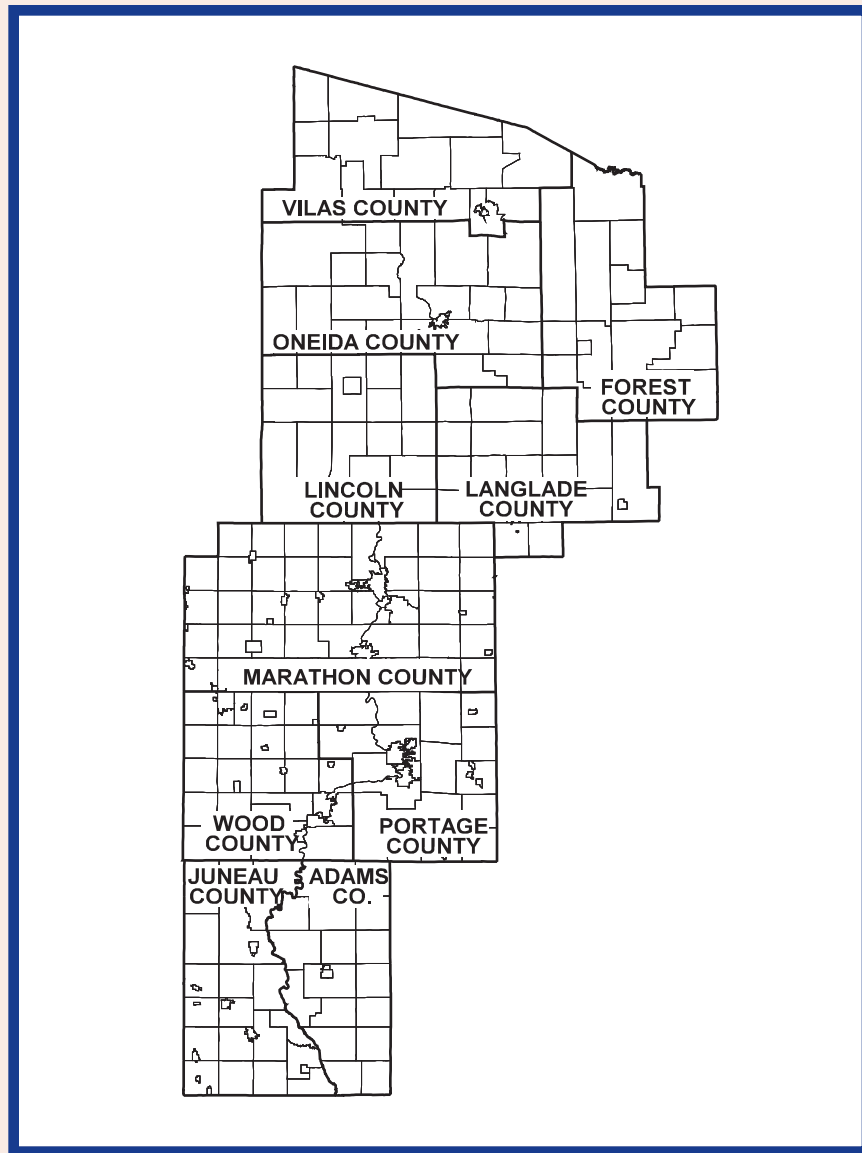 VILAS COUNTY
ONEIDA COUNTY
FOREST
COUNTY
LINCOLN
COUNTY
LANGLADE
COUNTY
MARATHON COUNTY
WOOD
COUNTY
PORTAGE
COUNTY
JUNEAU
COUNTY
ADAMS
CO.